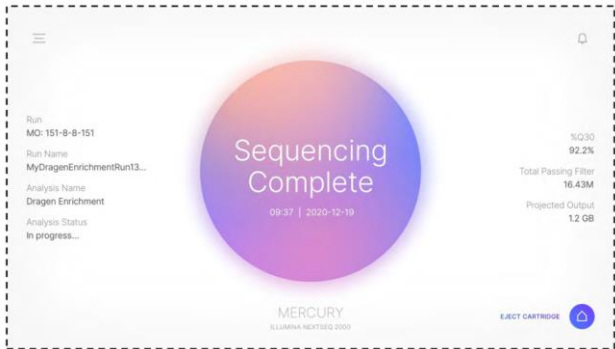 Run
MO: 151-8-8-151
Run Name
MyDragenEnrichmentRun13...
Analysis Name
Dragen Enrichment
Analysis Status
In progress...
Sequencing
Complete
09:37 | 2020-12-19
%Q30
92.2%
Total Passing Filter
16.43M
Projected Output
1.2 GB
MERCURY
ILLUMINA NEXTSEQ 2000
EJECT CARTRIDGE